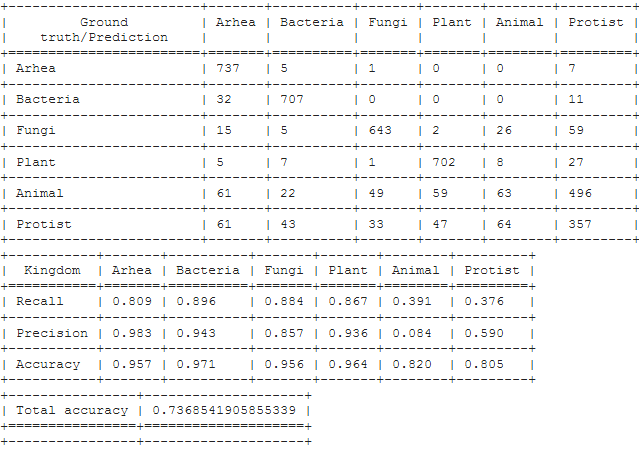 Ground truth/Prediction | Arhea | Bacteria | Fungi | Plant | Animal | Protist
Arhea | 737 | 5 | 1 | 0 | 0 | 7
Bacteria | 32 | 707 | 0 | 0 | 0 | 11
Fungi | 15 | 5 | 643 | 2 | 26 | 59
Plant | 5 | 7 | 1 | 702 | 8 | 27
Animal | 61 | 22 | 49 | 59 | 63 | 496
Protist | 61 | 43 | 33 | 47 | 64 | 357
Kingdom | Arhea | Bacteria | Fungi | Plant | Animal | Protist
Recall | 0.809 | 0.896 | 0.884 | 0.867 | 0.391 | 0.376
Precision | 0.983 | 0.943 | 0.857 | 0.936 | 0.084 | 0.590
Accuracy | 0.957 | 0.971 | 0.956 | 0.964 | 0.820 | 0.805
Total accuracy | 0.7368541905855339